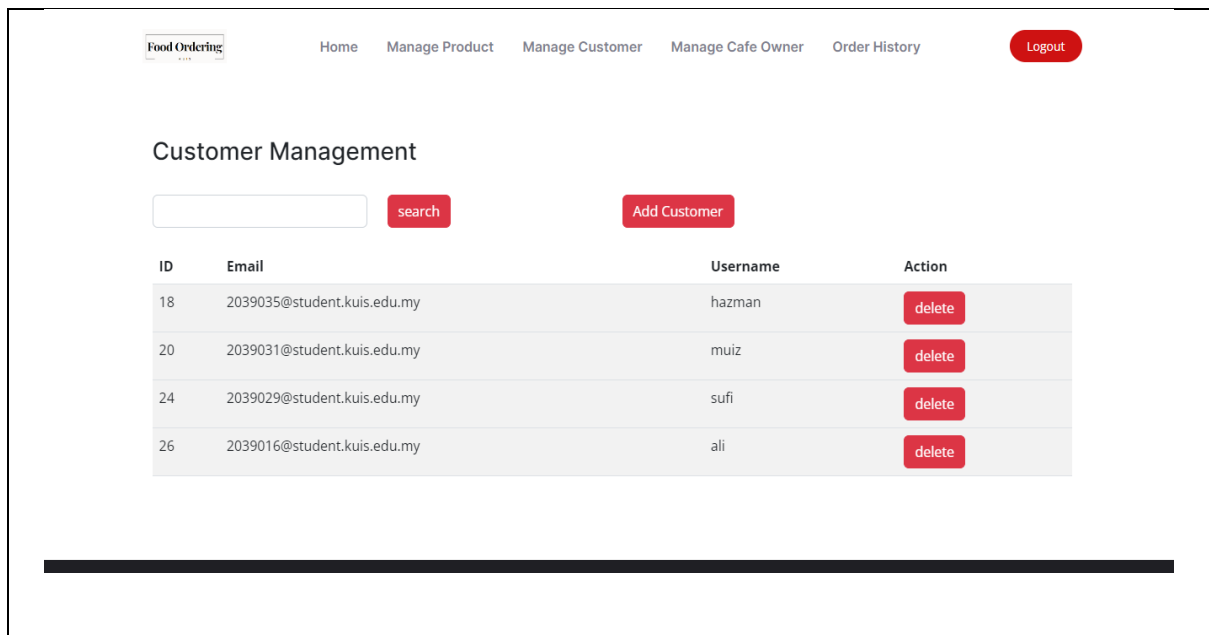 Food Ordering Home Manage Product Manage Customer Manage Cafe Owner Order History Logout
Customer Management
search Add Customer
ID Email Username Action
18 2039035@student.kuis.edu.my hazman delete
20 2039031@student.kuis.edu.my muiz delete
24 2039029@student.kuis.edu.my sufi delete
26 2039016@student.kuis.edu.my ali delete